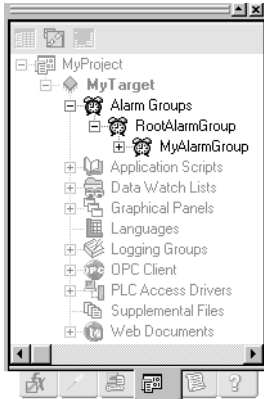 MyProject
MyTarget
Alarm Groups
RootAlarmGroup
MyAlarmGroup
Application Scripts
Data Watch Lists
Graphical Panels
Languages
Logging Groups
OPC Client
PLC Access Drivers
Supplemental Files
Web Documents